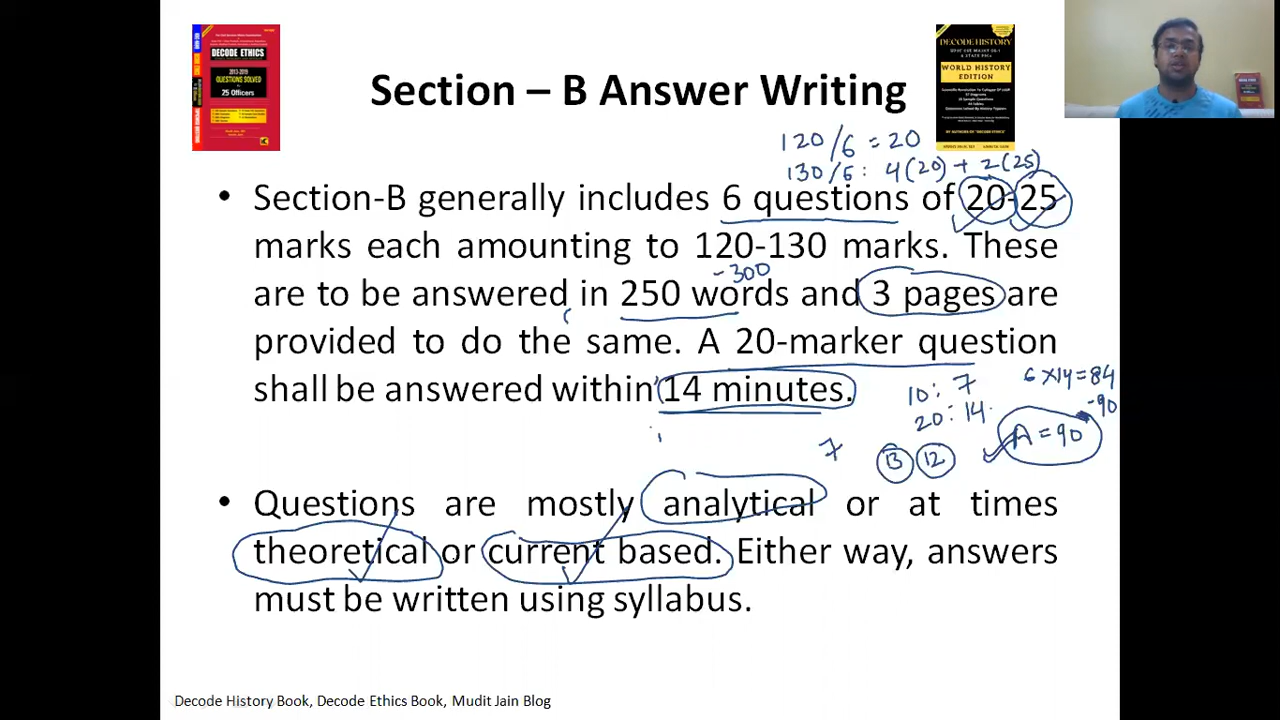 DECODE ETHICS
2013-2019
QUESTIONS SOLVED
25 Officers
DECODE HISTORY
WORLD HISTORY
EDITION
Section – B Answer Writing
120/6 = 20
130/6: 4(20) + 2(25)
• Section-B generally includes 6 questions of 20-25
marks each amounting to 120-130 marks. These
-300
are to be answered in 250 words and 3 pages are
provided to do the same. A 20-marker question
shall be answered within 14 minutes.
10: 7
6×14=84
20:14
-90
A=90
7
13 12
• Questions are mostly analytical or at times
theoretical or current based. Either way, answers
must be written using syllabus.
Decode History Book, Decode Ethics Book, Mudit Jain Blog